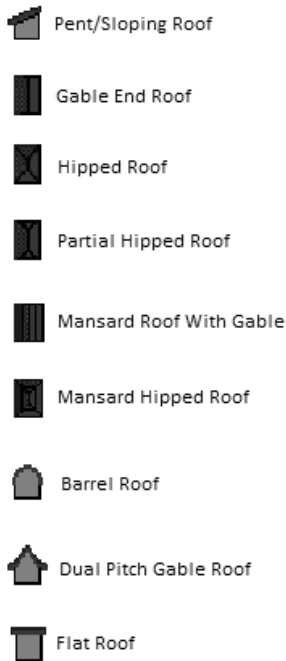 Pent/Sloping Roof
Gable End Roof
Hipped Roof
Partial Hipped Roof
Mansard Roof With Gable
Mansard Hipped Roof
Barrel Roof
Dual Pitch Gable Roof
Flat Roof